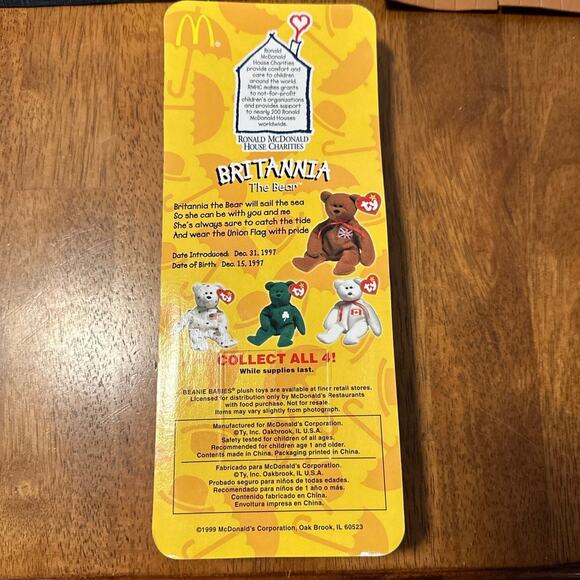 Ronald
McDonald
House Charities
provide comfort and
care to children
around the world.
RMHC makes grants
to not-for-profit
children's organizations
and provides support
to nearly 200 Ronald
McDonald Houses
worldwide.
RONALD MCDONALD
HOUSE CHARITIES
BRITANNIA
The Bear™
Britannia the Bear will sail the sea
So she can be with you and me
She's always sure to catch the tide
And wear the Union Flag with pride
Date Introduced: Dec. 31, 1997
Date of Birth: Dec. 15, 1997
ty
ty
ty
ty
COLLECT ALL 4!
While supplies last.
BEANIE BABIES® plush toys are available at finer retail stores.
Licensed for distribution only by McDonald's Restaurants
with food purchase. Not for resale.
Items may vary slightly from photograph.
Manufactured for McDonald's Corporation.
©Ty, Inc. Oakbrook, IL U.S.A.
Safety tested for children of all ages.
Recommended for children age 1 and older.
Contents made in China. Packaging printed in China.
Fabricado para McDonald's Corporation.
©Ty, Inc. Oakbrook, IL U.S.A.
Probado seguro para niños de todas edades.
Recomendado para niños de 1 año o más.
Contenido fabricado en China.
Envoltura impresa en China.
©1999 McDonald's Corporation, Oak Brook, IL 60523